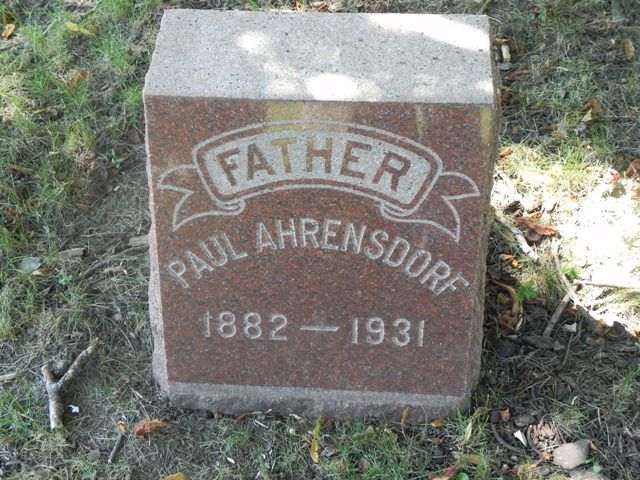 FATHER
PAUL AHRENSDORF
1882 — 1931